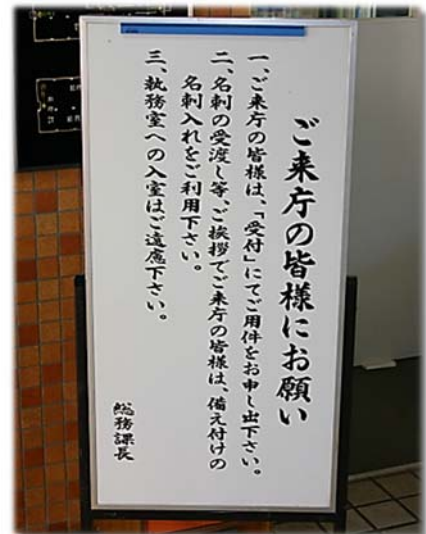 ご来庁の皆様にお願い
一、ご来庁の皆様は、「受付」にてご用件をお申し出下さい。
二、名刺の受渡し等、ご挨拶でご来庁の皆様は、備え付けの
名刺入れをご利用下さい。
三、執務室への入室はご遠慮下さい。
総務課長